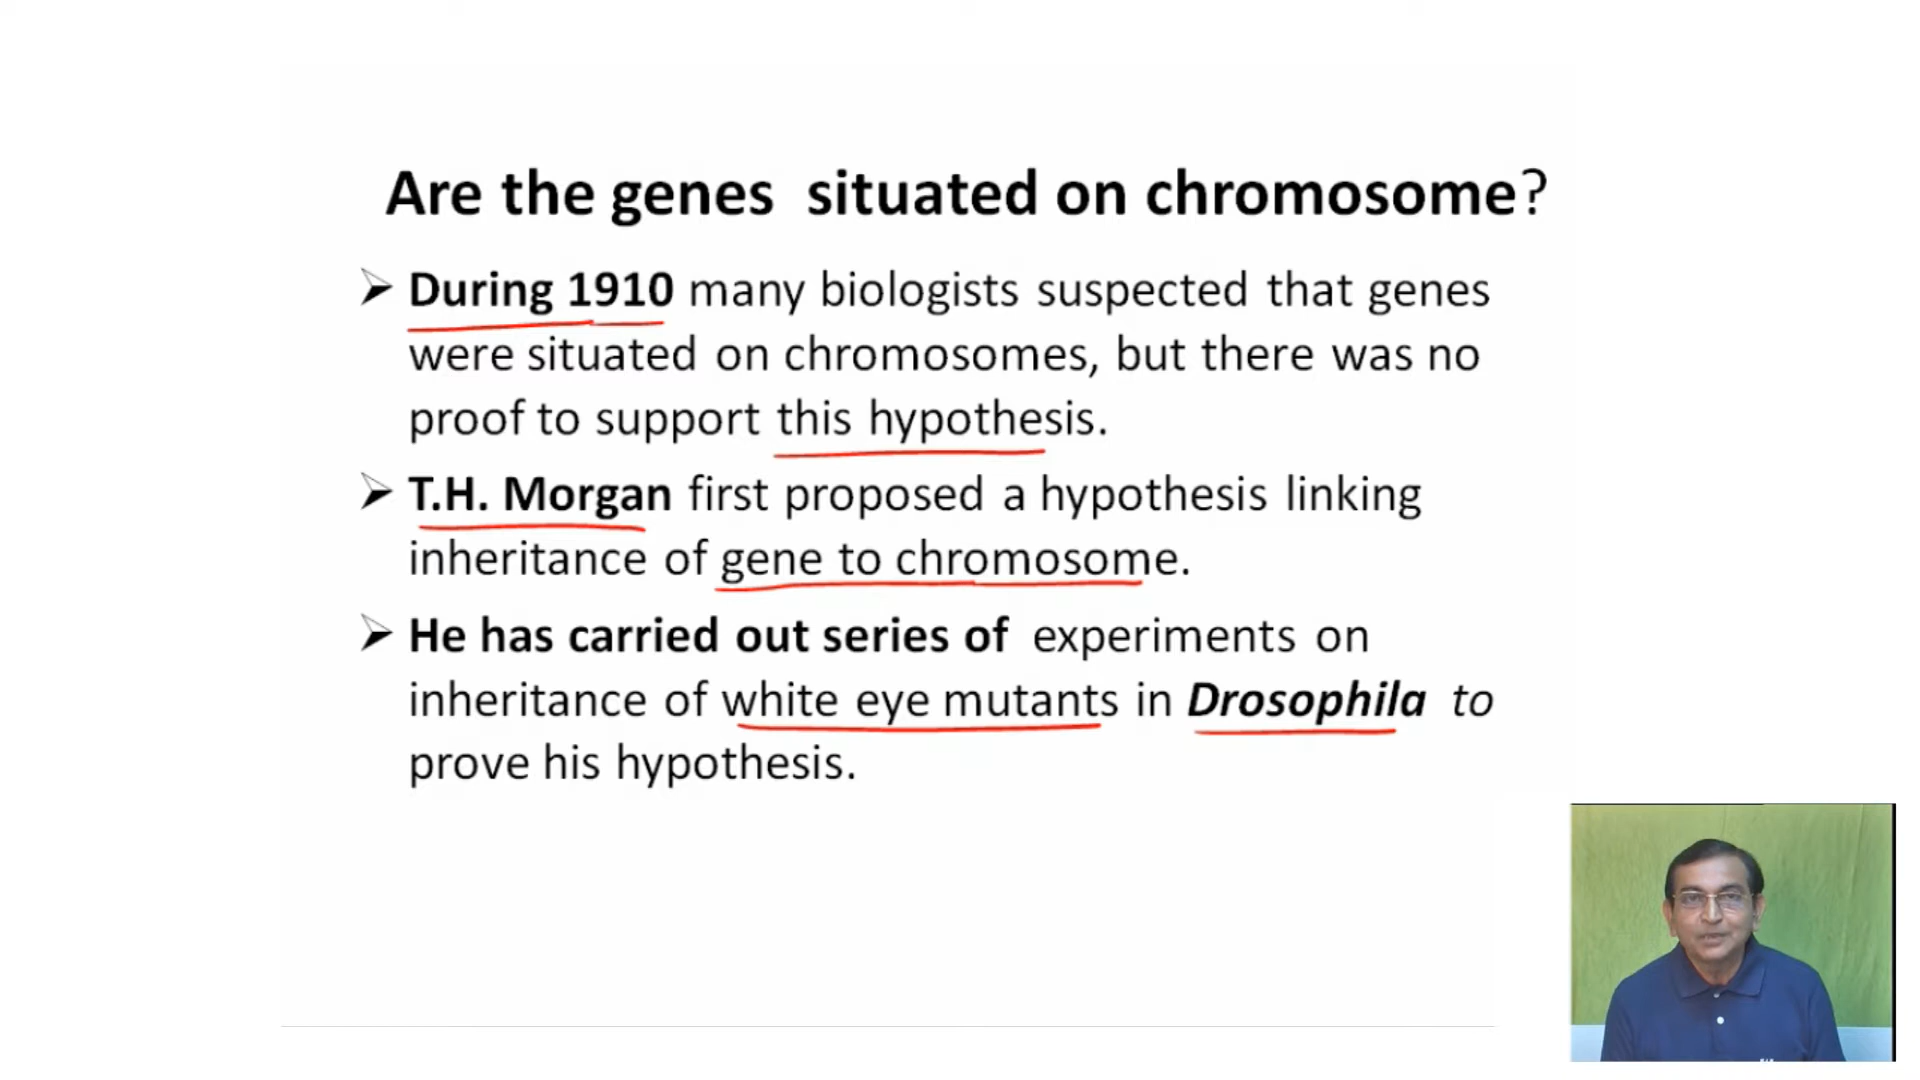 Are the genes situated on chromosome?
➢ During 1910 many biologists suspected that genes
were situated on chromosomes, but there was no
proof to support this hypothesis.
➢ T.H. Morgan first proposed a hypothesis linking
inheritance of gene to chromosome.
➢ He has carried out series of experiments on
inheritance of white eye mutants in Drosophila to
prove his hypothesis.